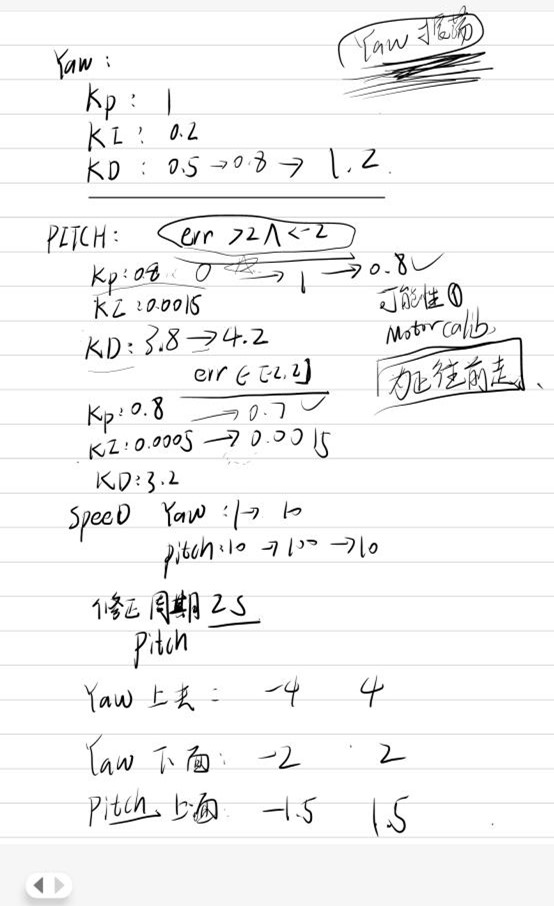 Yaw 振荡
Yaw:
Kp: 1
KI: 0.2
KD: 0.5 → 0.8 → 1.2
PITCH: err >2 Λ <-2
Kp: 0.8 0 → 1 → 0.8 ✓
KI: 0.0015
可能性①
KD: 3.8 → 4.2
Motor calib
err ∈ [-2,2]
为正往前走
Kp: 0.8 → 0.7 ✓
KI: 0.0005 → 0.0015
KD: 3.2
SpeeD Yaw: 1 → 10
pitch: 10 → 100 → 10
修正周期 2S
Pitch
Yaw 上去: -4 4
Yaw 下面: -2 2
Pitch 上面 -1.5 1.5